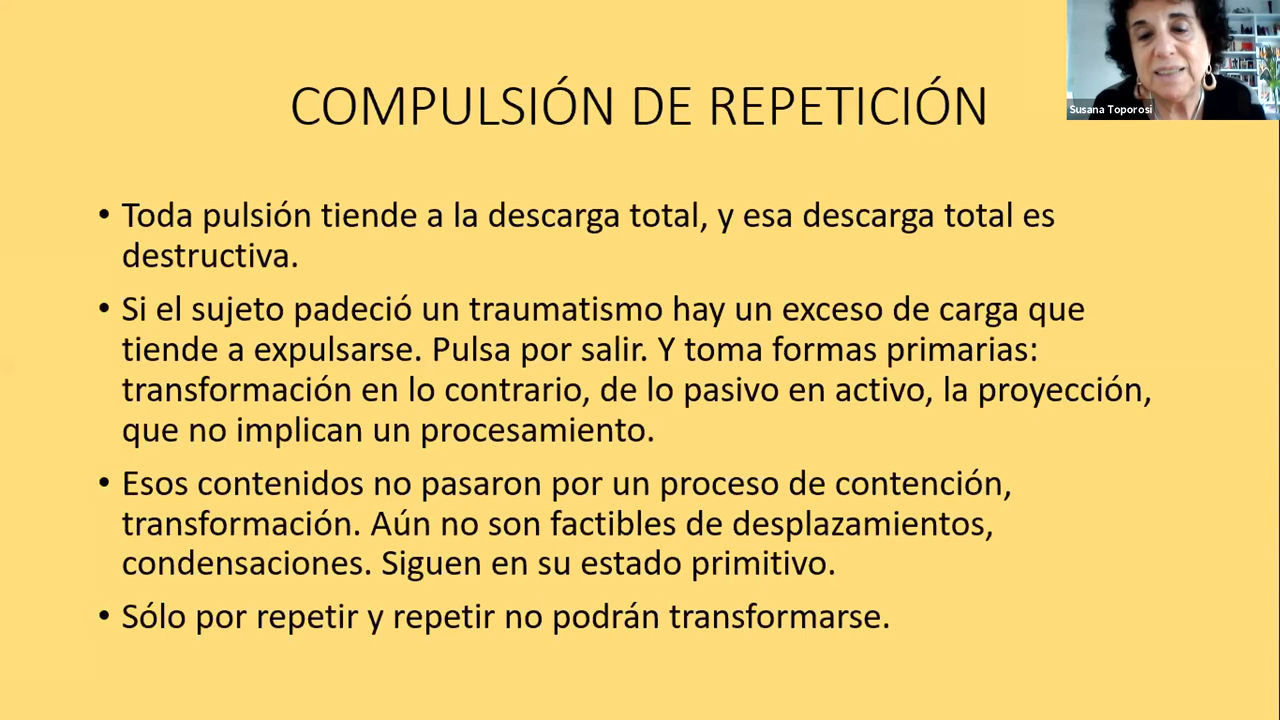 COMPULSIÓN DE REPETICIÓN
Susana Toporosi
• Toda pulsión tiende a la descarga total, y esa descarga total es
destructiva.
• Si el sujeto padeció un traumatismo hay un exceso de carga que
tiende a expulsarse. Pulsa por salir. Y toma formas primarias:
transformación en lo contrario, de lo pasivo en activo, la proyección,
que no implican un procesamiento.
• Esos contenidos no pasaron por un proceso de contención,
transformación. Aún no son factibles de desplazamientos,
condensaciones. Siguen en su estado primitivo.
• Sólo por repetir y repetir no podrán transformarse.